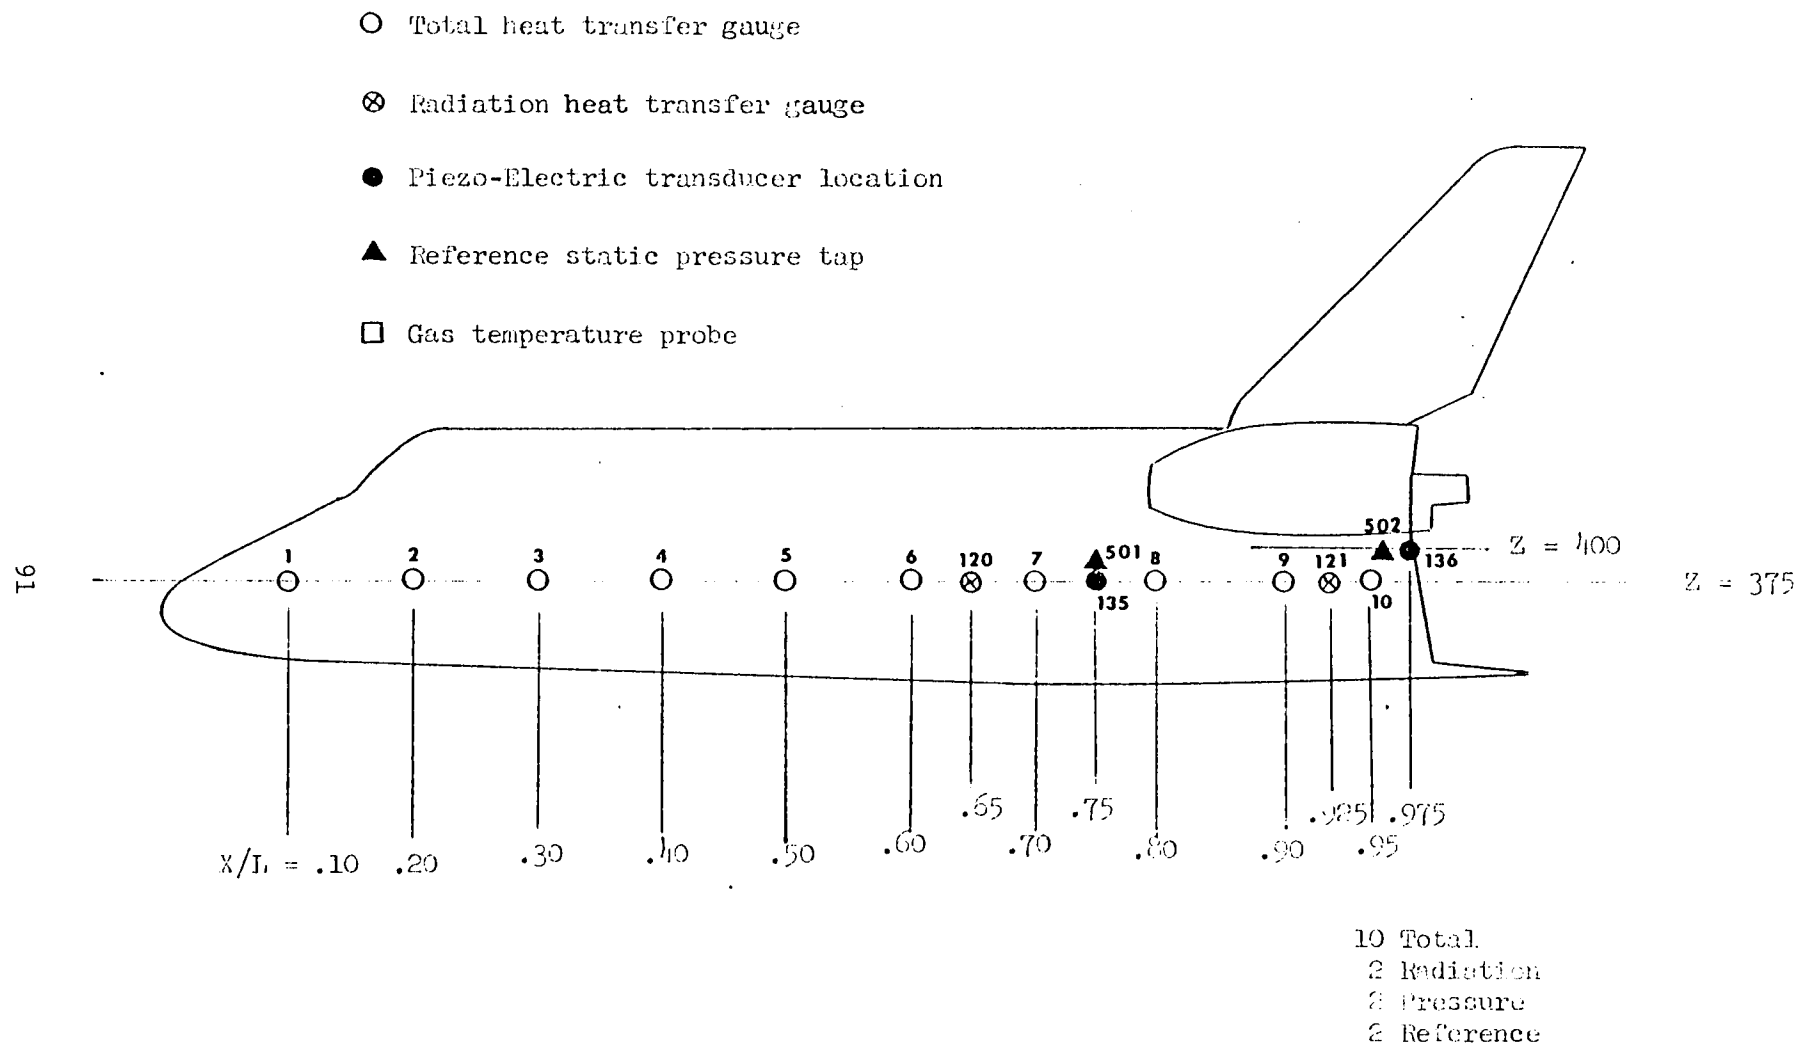 Total heat transfer gauge
Radiation heat transfer gauge
Piezo-Electric transducer location
Reference static pressure tap
Gas temperature probe
502
Z = 400
1 2 3 4 5 6 120 7 501 8 9 121 136
Z = 375
135 10
.65 .75 .925 .975
X/L = .10 .20 .30 .40 .50 .60 .70 .80 .90 .95
10 Total
2 Radiation
2 Pressure
2 Reference
91